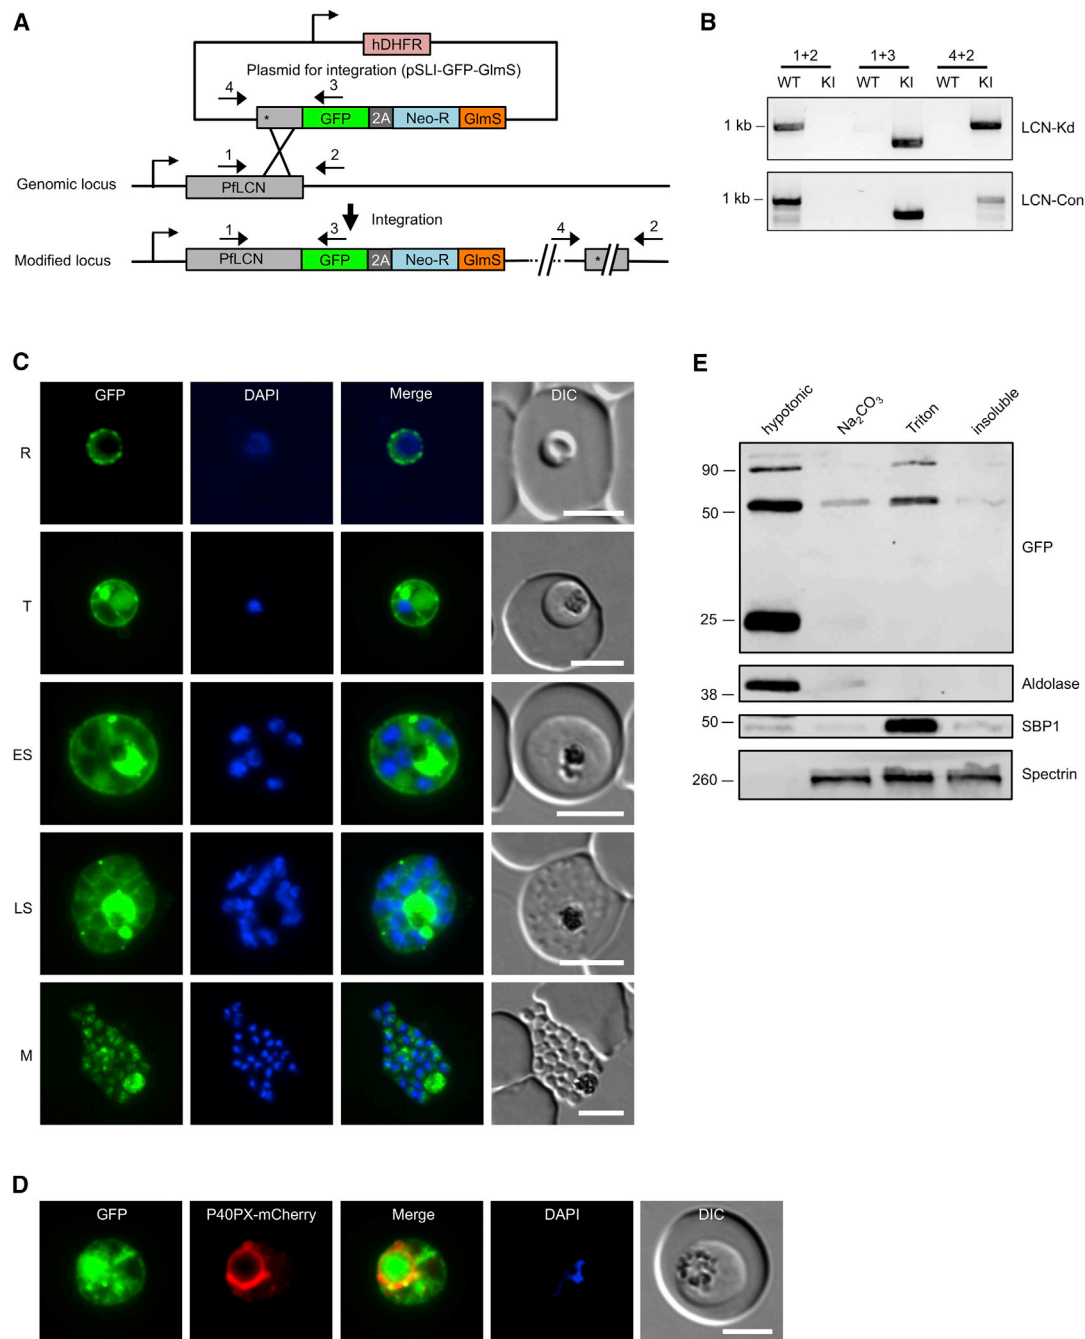 A
hDHFR
Plasmid for integration (pSLI-GFP-GlmS)
4
3
*
GFP
2A
Neo-R
GlmS
1
2
Genomic locus
PfLCN
Integration
1
3
4
2
Modified locus
PfLCN
GFP
2A
Neo-R
GlmS
*
B
1+2
1+3
4+2
WT
KI
WT
KI
WT
KI
1 kb
LCN-Kd
1 kb
LCN-Con
C
GFP
DAPI
Merge
DIC
R
T
ES
LS
M
D
GFP
P40PX-mCherry
Merge
DAPI
DIC
E
hypotonic
Na₂CO₃
Triton
insoluble
90
50
25
GFP
38
Aldolase
50
SBP1
260
Spectrin